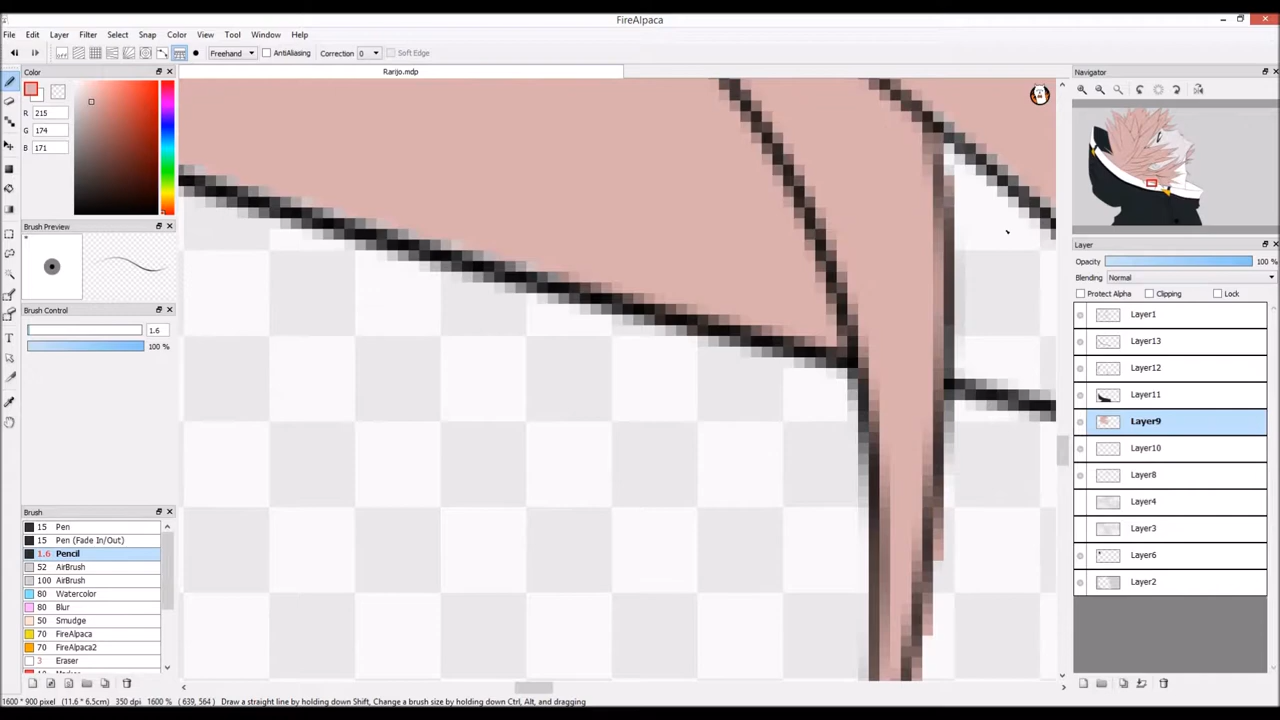 FireAlpaca
File Edit Layer Filter Select Snap Color View Tool Window Help
Freehand AntiAliasing Correction 0 Soft Edge
Color
Rarijo.mdp
Navigator
R 215
G 174
B 171
Brush Preview
Brush Control
1.6
100 %
Layer
Opacity 100 %
Blending Normal
Protect Alpha Clipping Lock
Layer1
Layer13
Layer12
Layer11
Layer9
Layer10
Layer8
Layer4
Layer3
Layer6
Layer2
Brush
15 Pen
15 Pen (Fade In/Out)
1.6 Pencil
52 AirBrush
100 AirBrush
80 Watercolor
80 Blur
50 Smudge
70 FireAlpaca
70 FireAlpaca2
3 Eraser
1600 * 900 pixel (11.6 * 6.5cm) 350 dpi 1600 % ( 639, 564 ) Draw a straight line by holding down Shift, Change a brush size by holding down Ctrl, Alt, and dragging